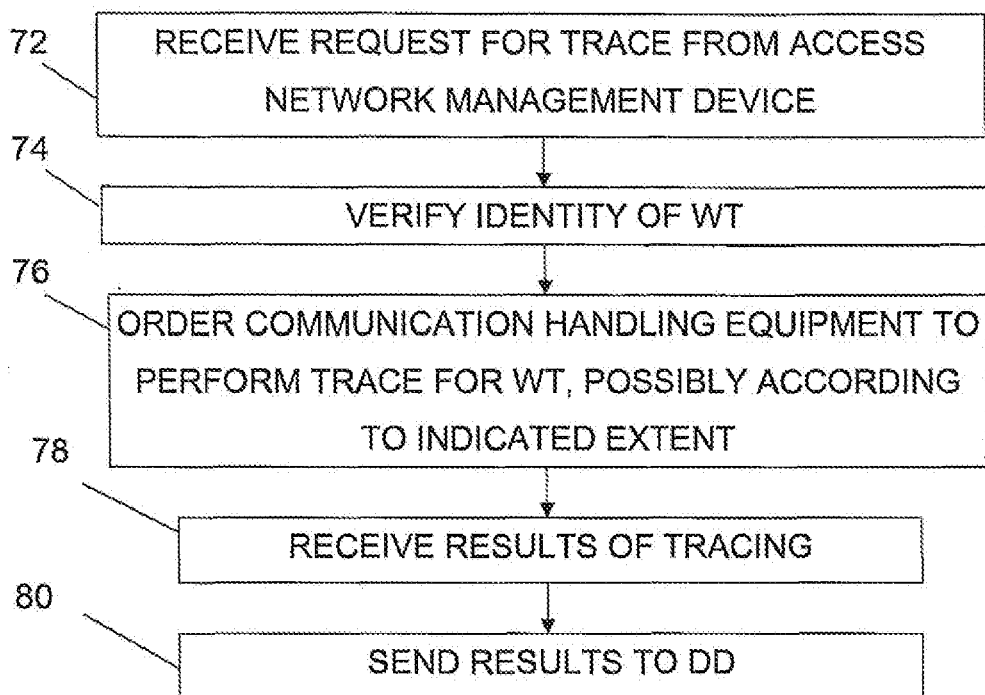 72
RECEIVE REQUEST FOR TRACE FROM ACCESS
NETWORK MANAGEMENT DEVICE
74
VERIFY IDENTITY OF WT
76
ORDER COMMUNICATION HANDLING EQUIPMENT TO
PERFORM TRACE FOR WT, POSSIBLY ACCORDING
TO INDICATED EXTENT
78
RECEIVE RESULTS OF TRACING
80
SEND RESULTS TO DD